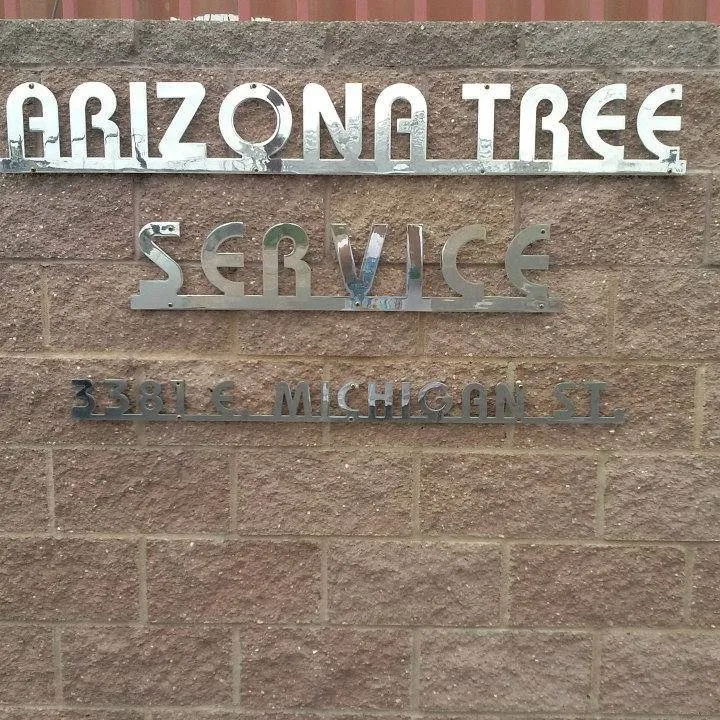 ARIZONA TREE
SERVICE
3381 E. MICHIGAN ST.